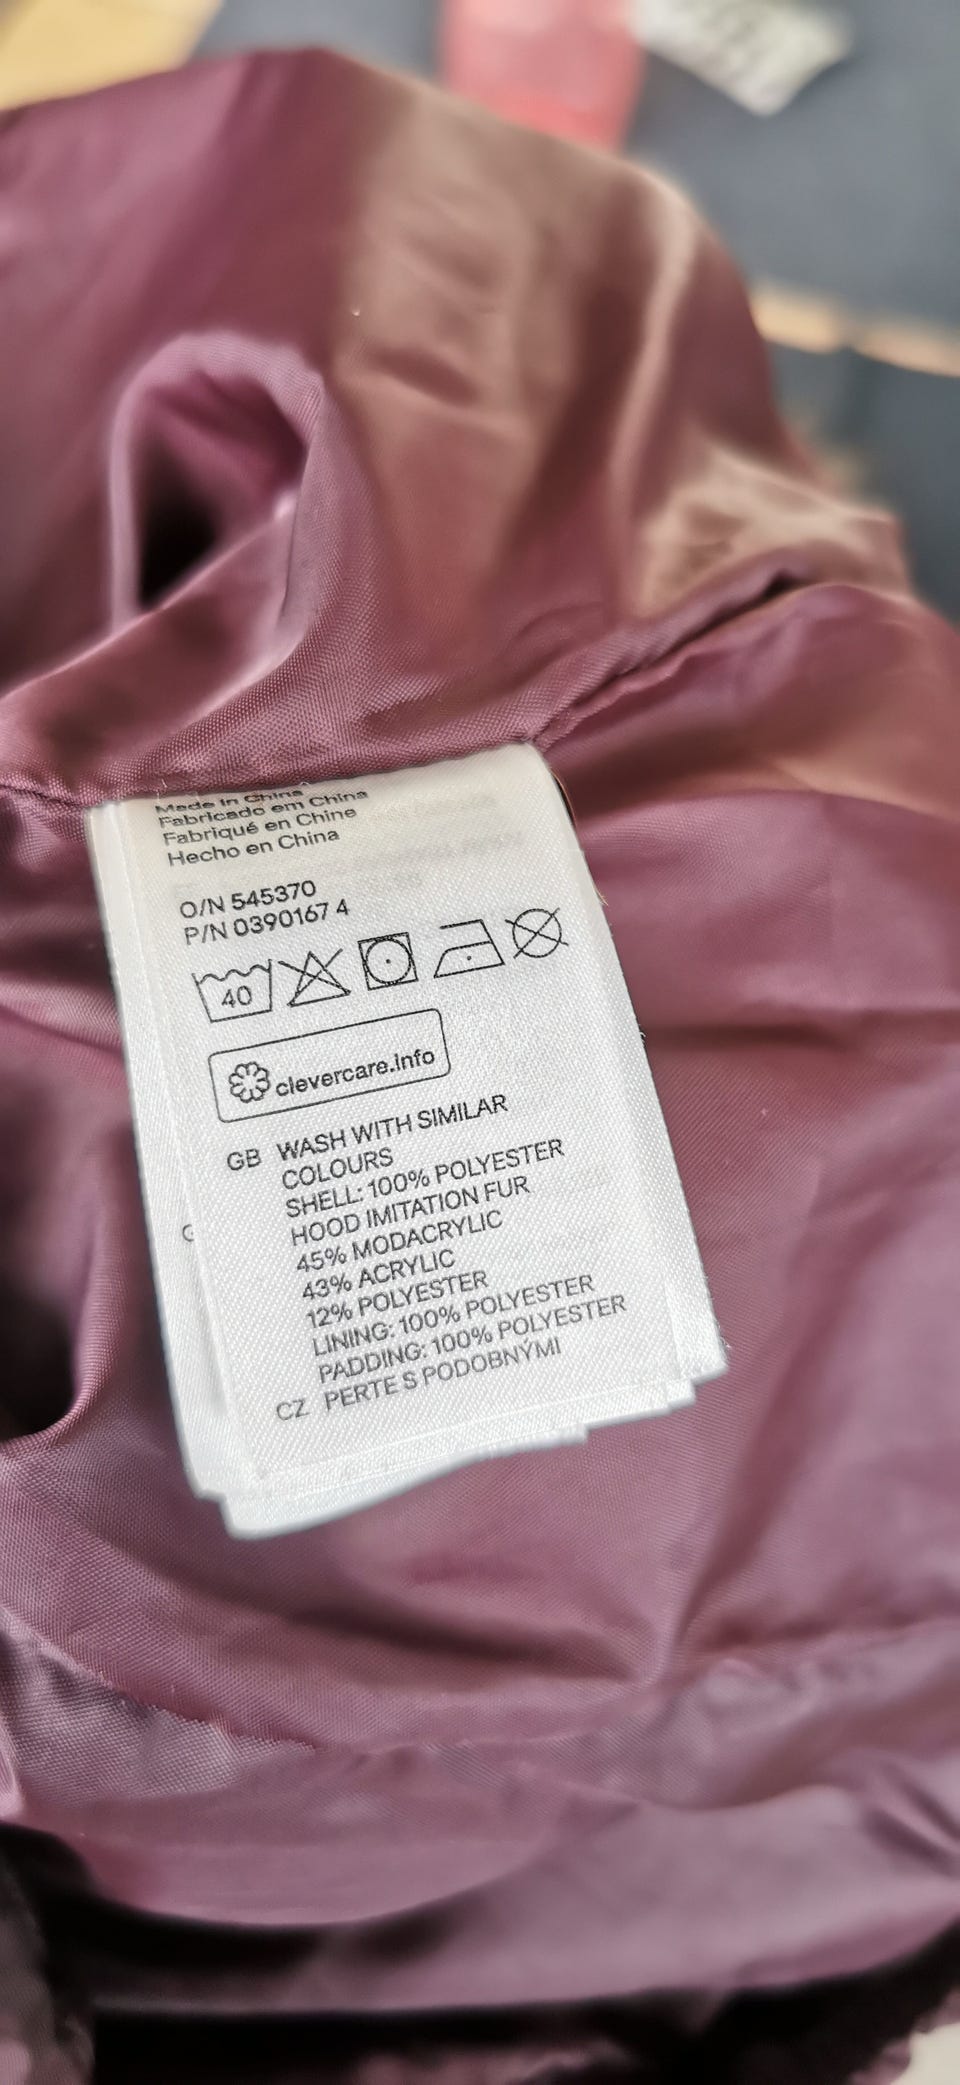 Made in China
Fabricado em China
Fabriqué en Chine
Hecho en China
O/N 545370
P/N 0390167 4
40
clevercare.info
GB WASH WITH SIMILAR
COLOURS
SHELL: 100% POLYESTER
HOOD IMITATION FUR
45% MODACRYLIC
43% ACRYLIC
12% POLYESTER
LINING: 100% POLYESTER
PADDING: 100% POLYESTER
CZ PERTE S PODOBNÝMI